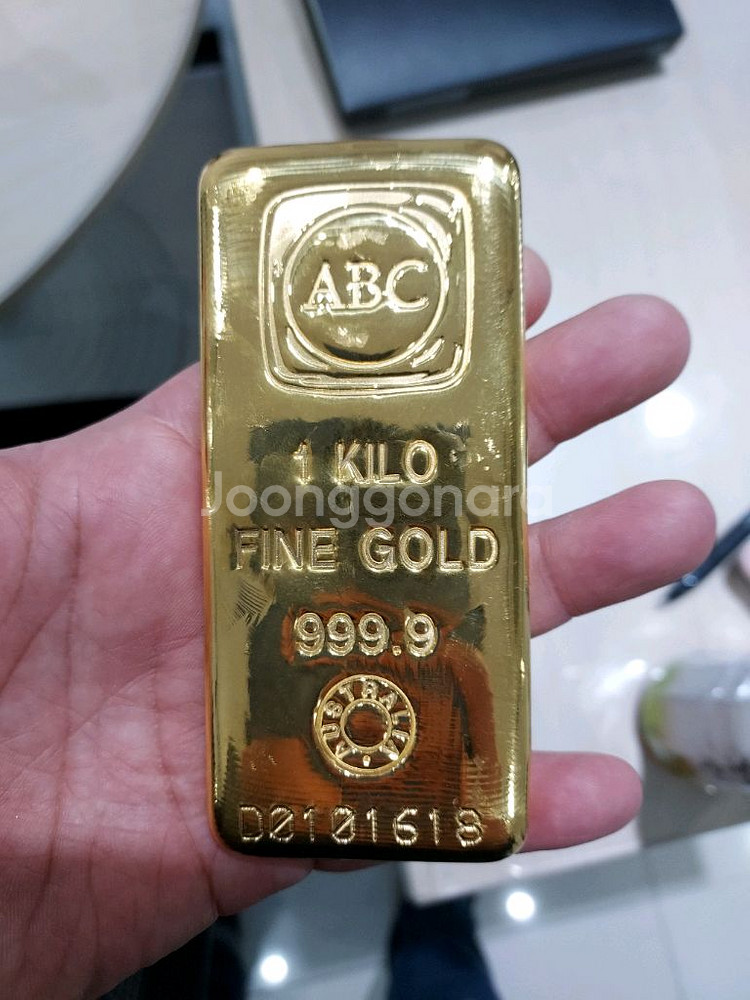 ABC
1 KILO
Joonggonara
FINE GOLD
999.9
AUSTRALIA
D0101618